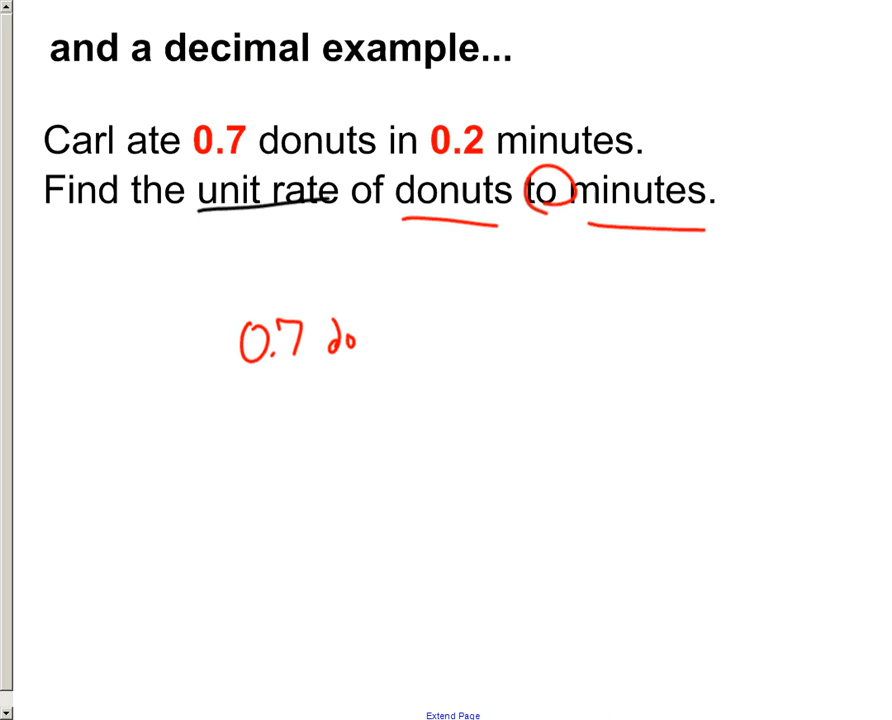 and a decimal example...
Carl ate 0.7 donuts in 0.2 minutes.
Find the unit rate of donuts to minutes.
0.7 do
Extend Page